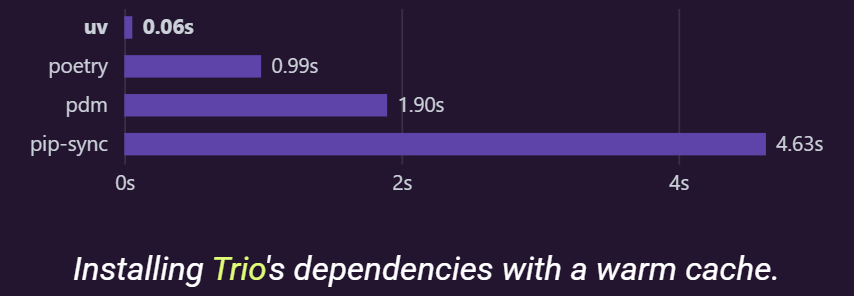 uv 0.06s
poetry 0.99s
pdm 1.90s
pip-sync 4.63s
0s 2s 4s
Installing Trio's dependencies with a warm cache.